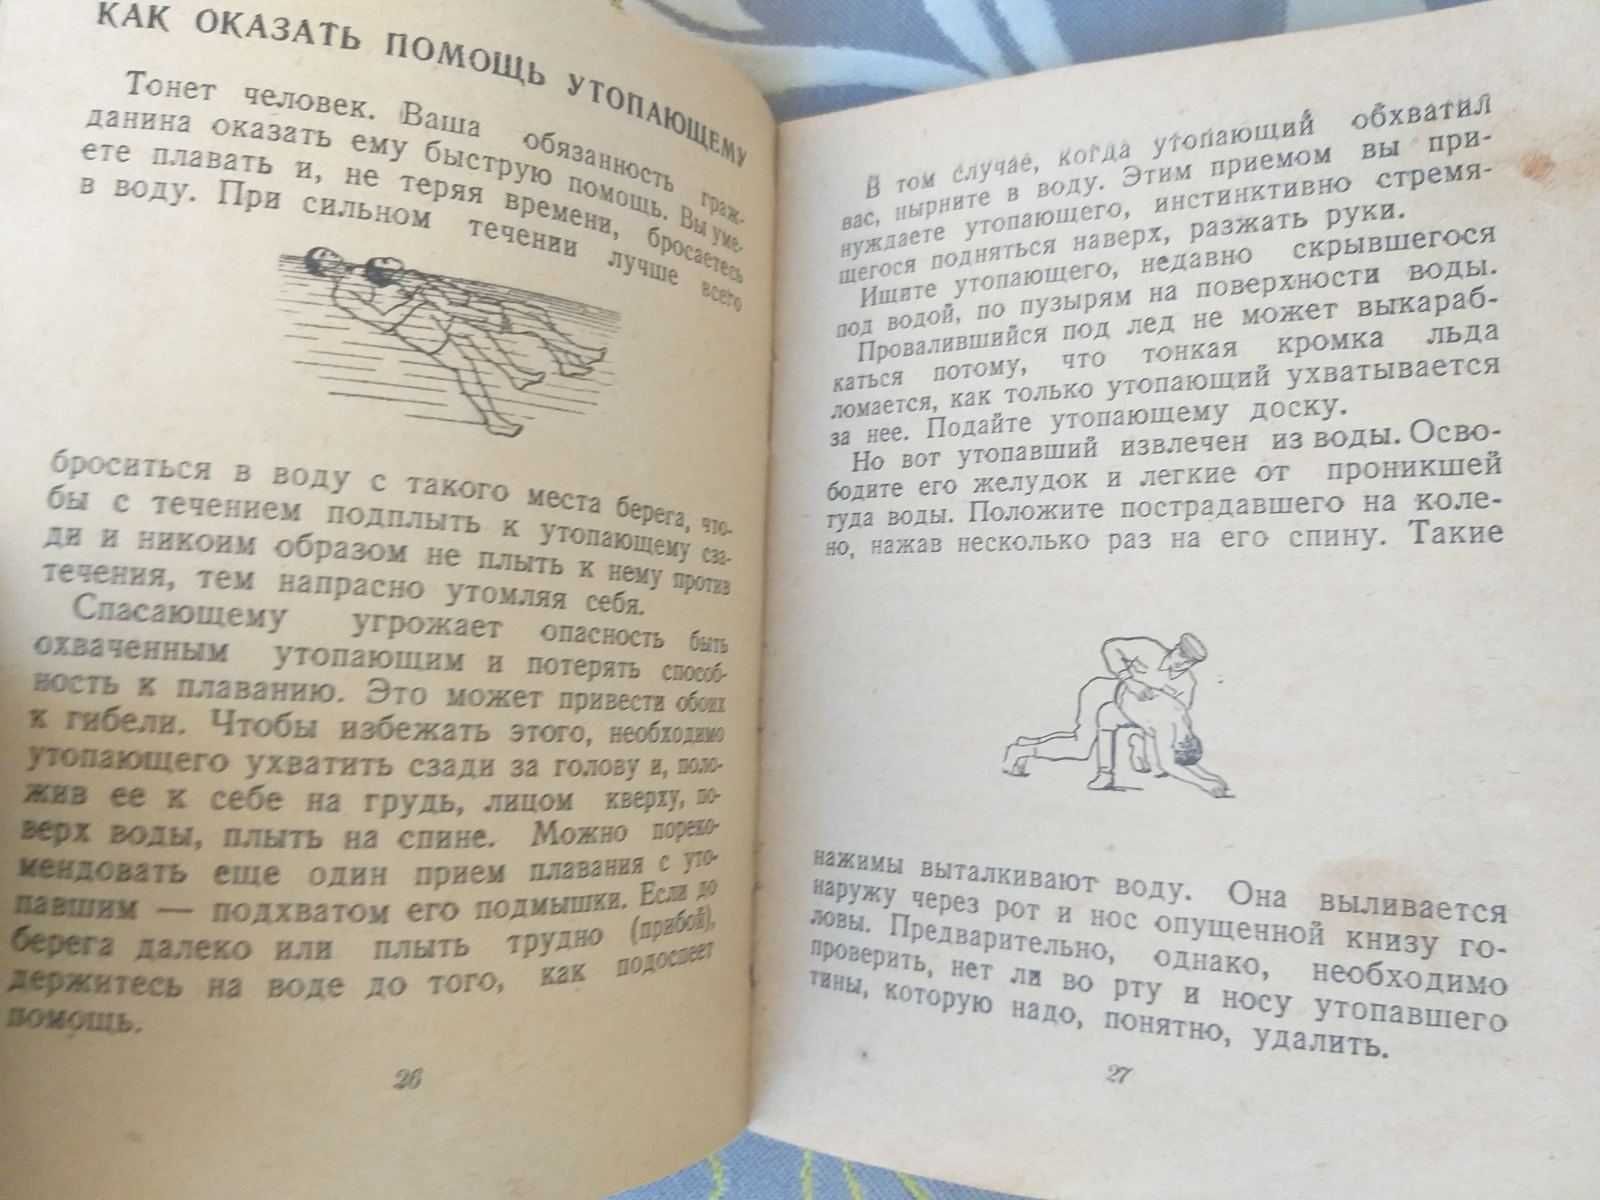 КАК ОКАЗАТЬ ПОМОЩЬ УТОПАЮЩЕМУ
Тонет человек. Ваша обязанность граж-
данина оказать ему быструю помощь. Вы уме-
ете плавать и, не теряя времени, бросаетесь
в воду. При сильном течении лучше всего
броситься в воду с такого места берега, что-
бы с течением подплыть к утопающему сза-
ди и никоим образом не плыть к нему против
течения, тем напрасно утомляя себя.
Спасающему угрожает опасность быть
охваченным утопающим и потерять способ-
ность к плаванию. Это может привести обоих
к гибели. Чтобы избежать этого, необходимо
утопающего ухватить сзади за голову и, поло-
жив ее к себе на грудь, лицом кверху, по-
верх воды, плыть на спине. Можно пореко-
мендовать еще один прием плавания с уто-
павшим — подхватом его подмышки. Если до
берега далеко или плыть трудно (прибой),
держитесь на воде до того, как подоспеет
помощь.
26
В том случае, когда утопающий обхватил
вас, нырните в воду. Этим приемом вы при-
нуждаете утопающего, инстинктивно стремя-
щегося подняться наверх, разжать руки.
Ищите утопающего, недавно скрывшегося
под водой, по пузырям на поверхности воды.
Провалившийся под лед не может выкараб-
каться потому, что тонкая кромка льда
ломается, как только утопающий ухватывается
за нее. Подайте утопающему доску.
Но вот утопавший извлечен из воды. Осво-
бодите его желудок и легкие от проникшей
туда воды. Положите пострадавшего на коле-
но, нажав несколько раз на его спину. Такие
нажимы выталкивают воду. Она выливается
наружу через рот и нос опущенной книзу го-
ловы. Предварительно, однако, необходимо
проверить, нет ли во рту и носу утопавшего
тины, которую надо, понятно, удалить.
27